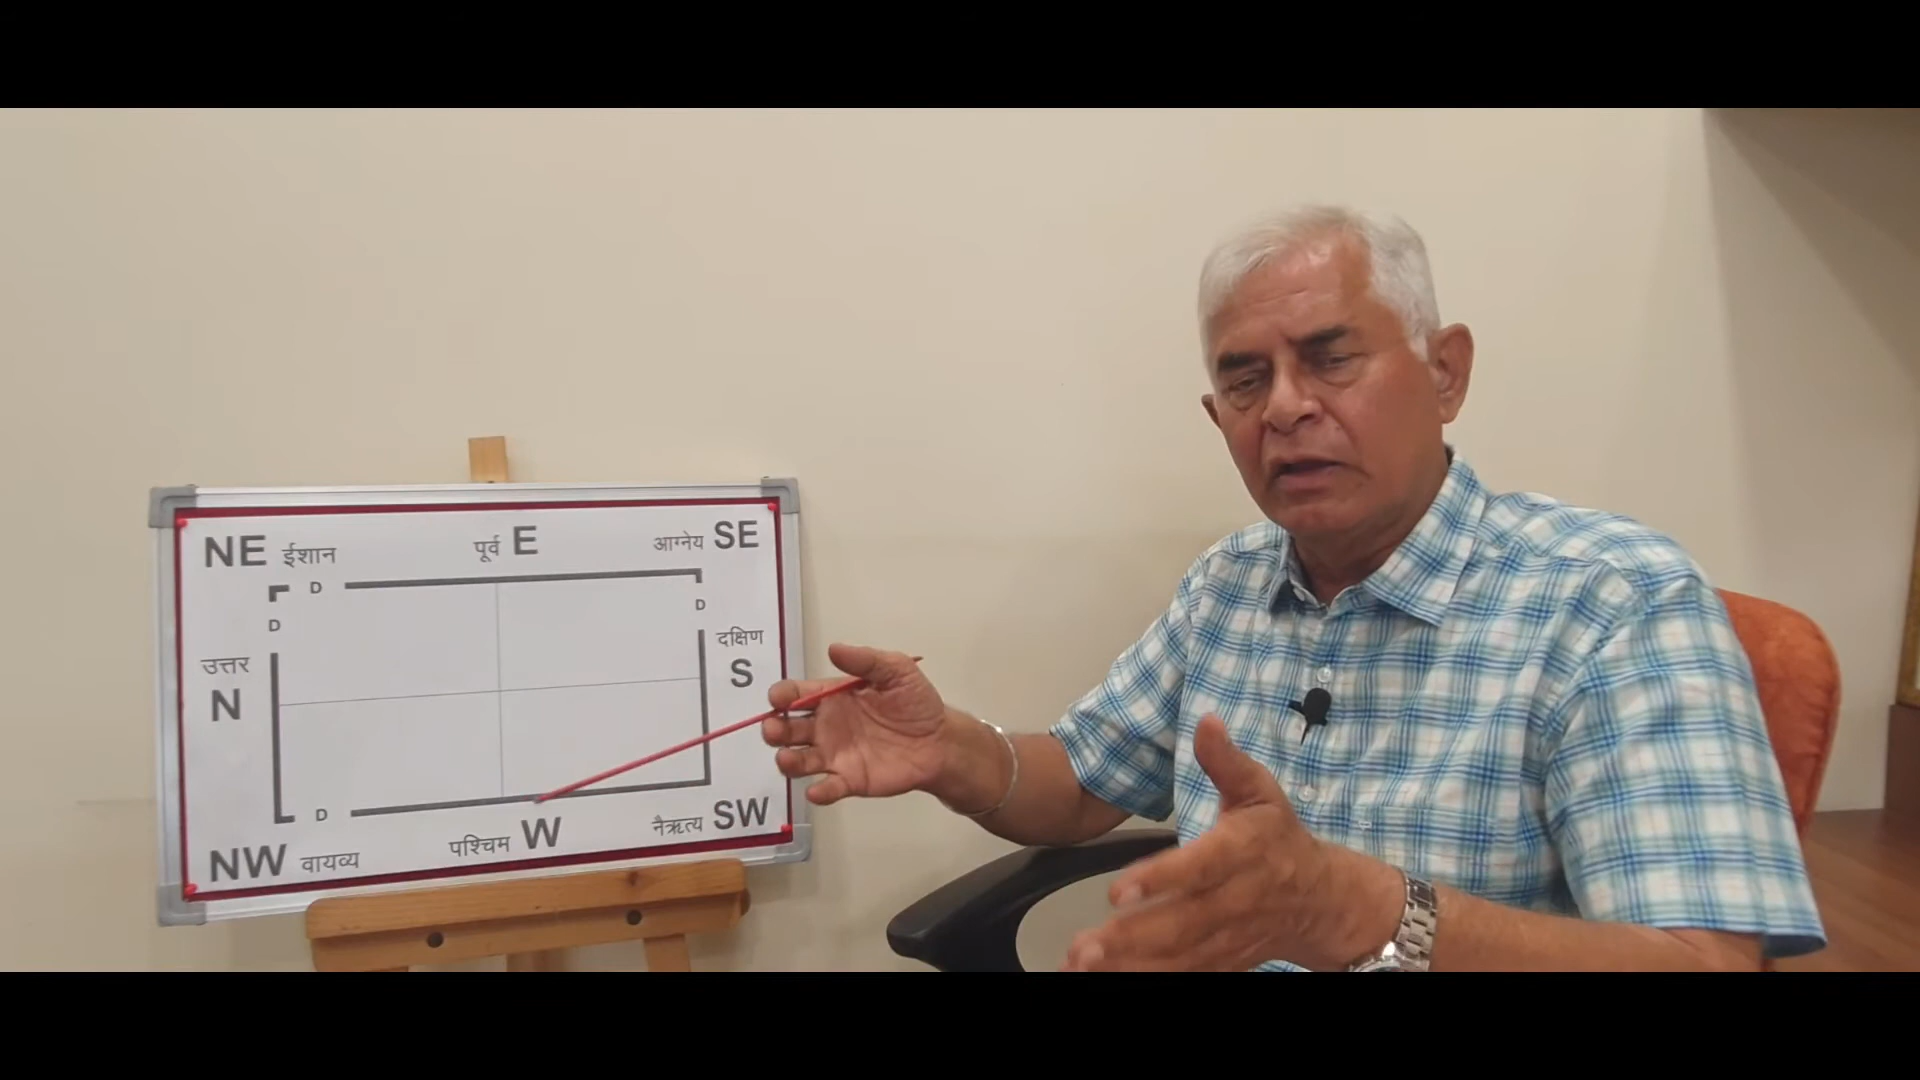 NE ईशान
पूर्व E
आग्नेय SE
D
D
D
उत्तर
N
दक्षिण
S
D
NW वायव्य
पश्चिम W
नैऋत्य SW